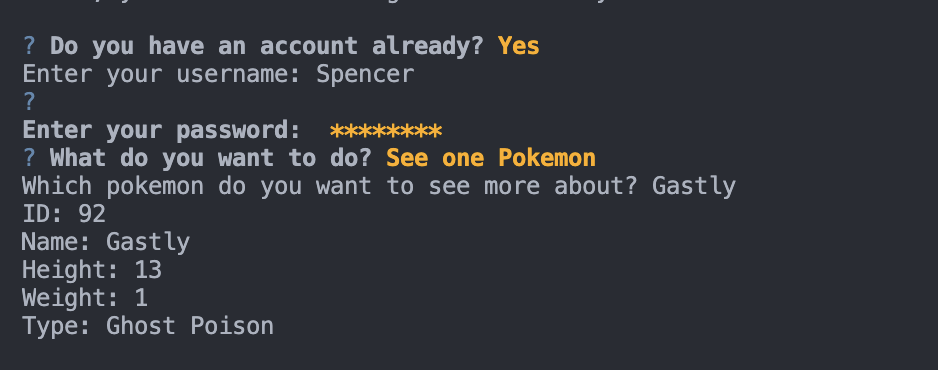 ? Do you have an account already? Yes
Enter your username: Spencer
?
Enter your password:  ********
? What do you want to do? See one Pokemon
Which pokemon do you want to see more about? Gastly
ID: 92
Name: Gastly
Height: 13
Weight: 1
Type: Ghost Poison